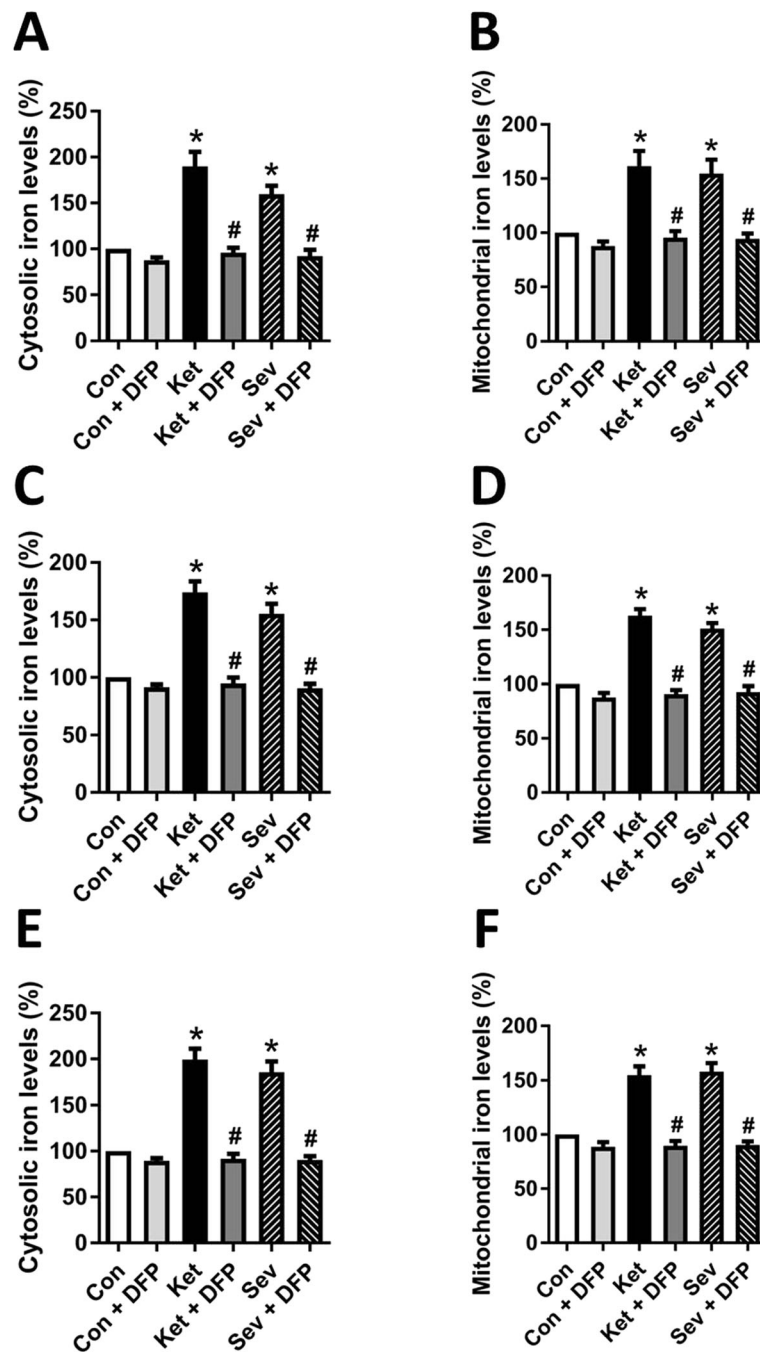 A
Cytosolic iron levels (%)
250
200
150
100
50
0
*
#
*
#
Con
Con + DFP
Ket
Ket + DFP
Sev
Sev + DFP
B
Mitochondrial iron levels (%)
200
150
100
50
0
*
#
*
#
Con
Con + DFP
Ket
Ket + DFP
Sev
Sev + DFP
C
Cytosolic iron levels (%)
200
150
100
50
0
*
#
*
#
Con
Con + DFP
Ket
Ket + DFP
Sev
Sev + DFP
D
Mitochondrial iron levels (%)
200
150
100
50
0
*
#
*
#
Con
Con + DFP
Ket
Ket + DFP
Sev
Sev + DFP
E
Cytosolic iron levels (%)
250
200
150
100
50
0
*
#
*
#
Con
Con + DFP
Ket
Ket + DFP
Sev
Sev + DFP
F
Mitochondrial iron levels (%)
200
150
100
50
0
*
#
*
#
Con
Con + DFP
Ket
Ket + DFP
Sev
Sev + DFP